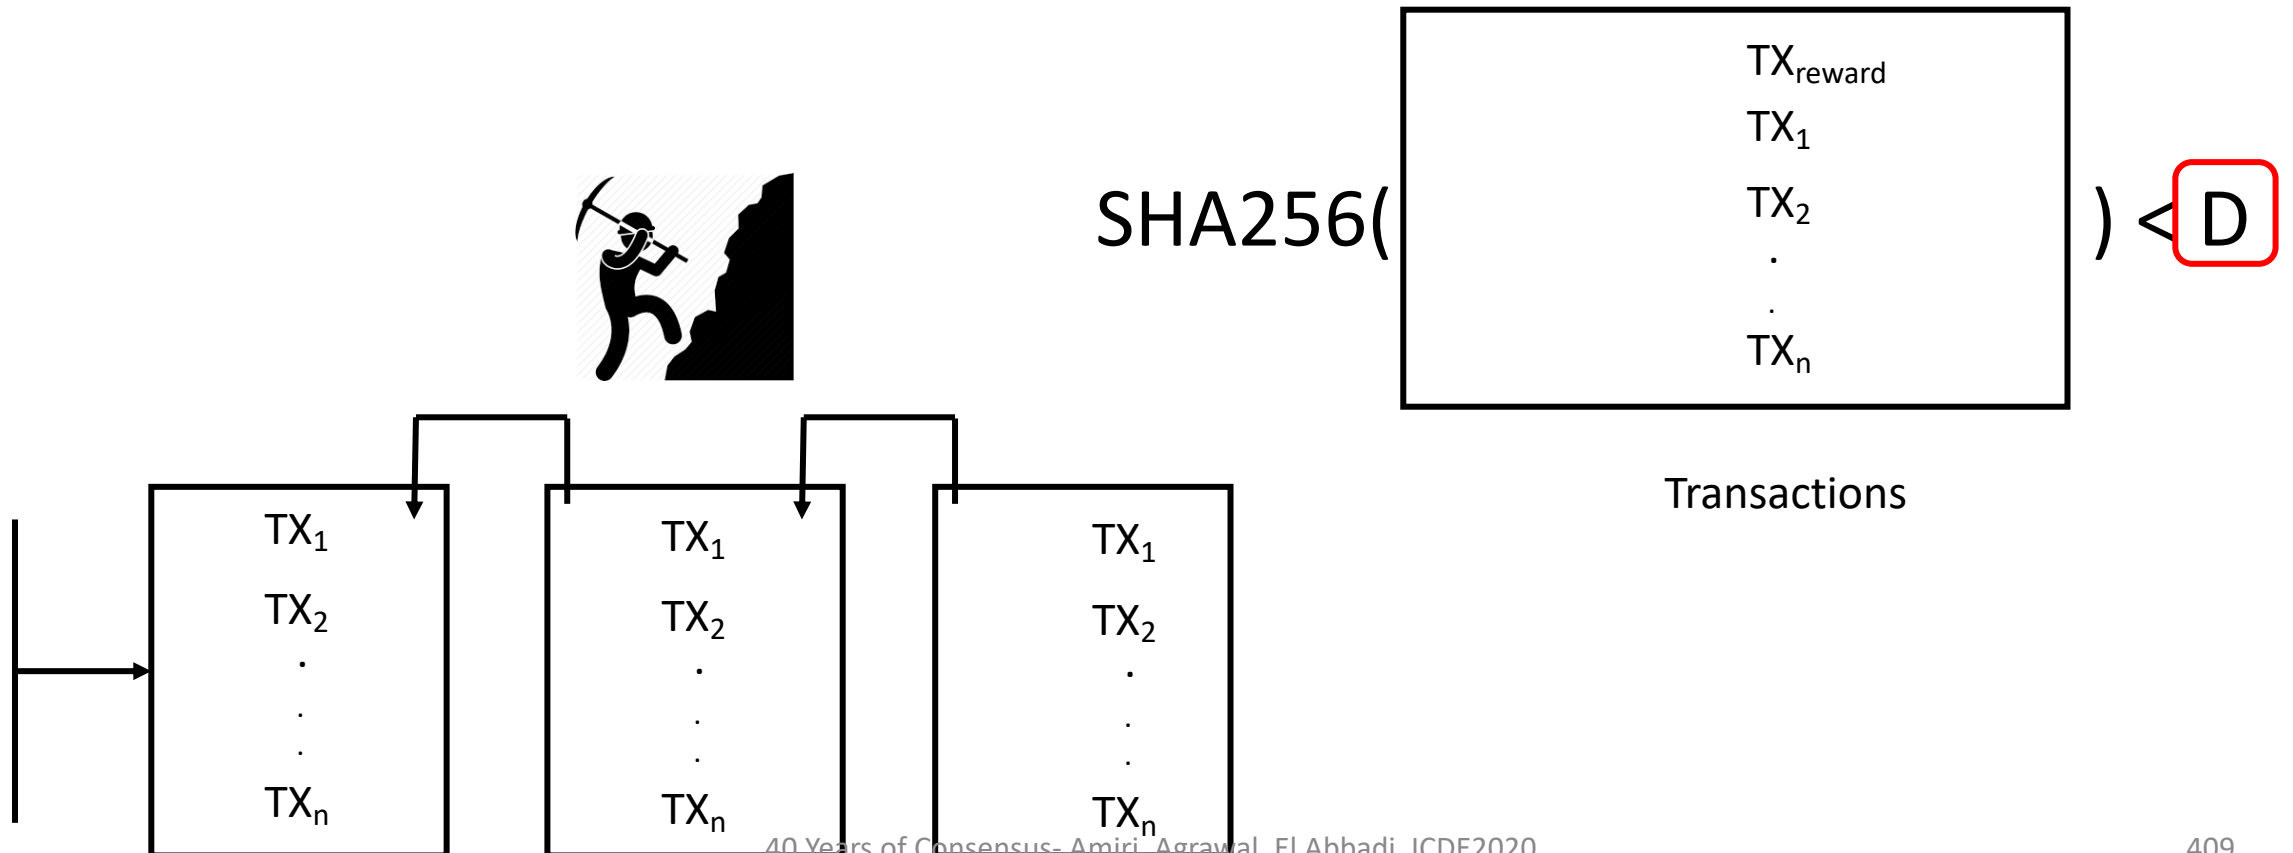 TXreward
TX1
SHA256(
TX2
) < D
.
.
TXn
Transactions
TX1
TX2
.
.
.
TXn
TX1
TX2
.
.
.
TXn
TX1
TX2
.
.
.
TXn
40 Years of Consensus- Amiri, Agrawal, El Abbadi, ICDE2020
409